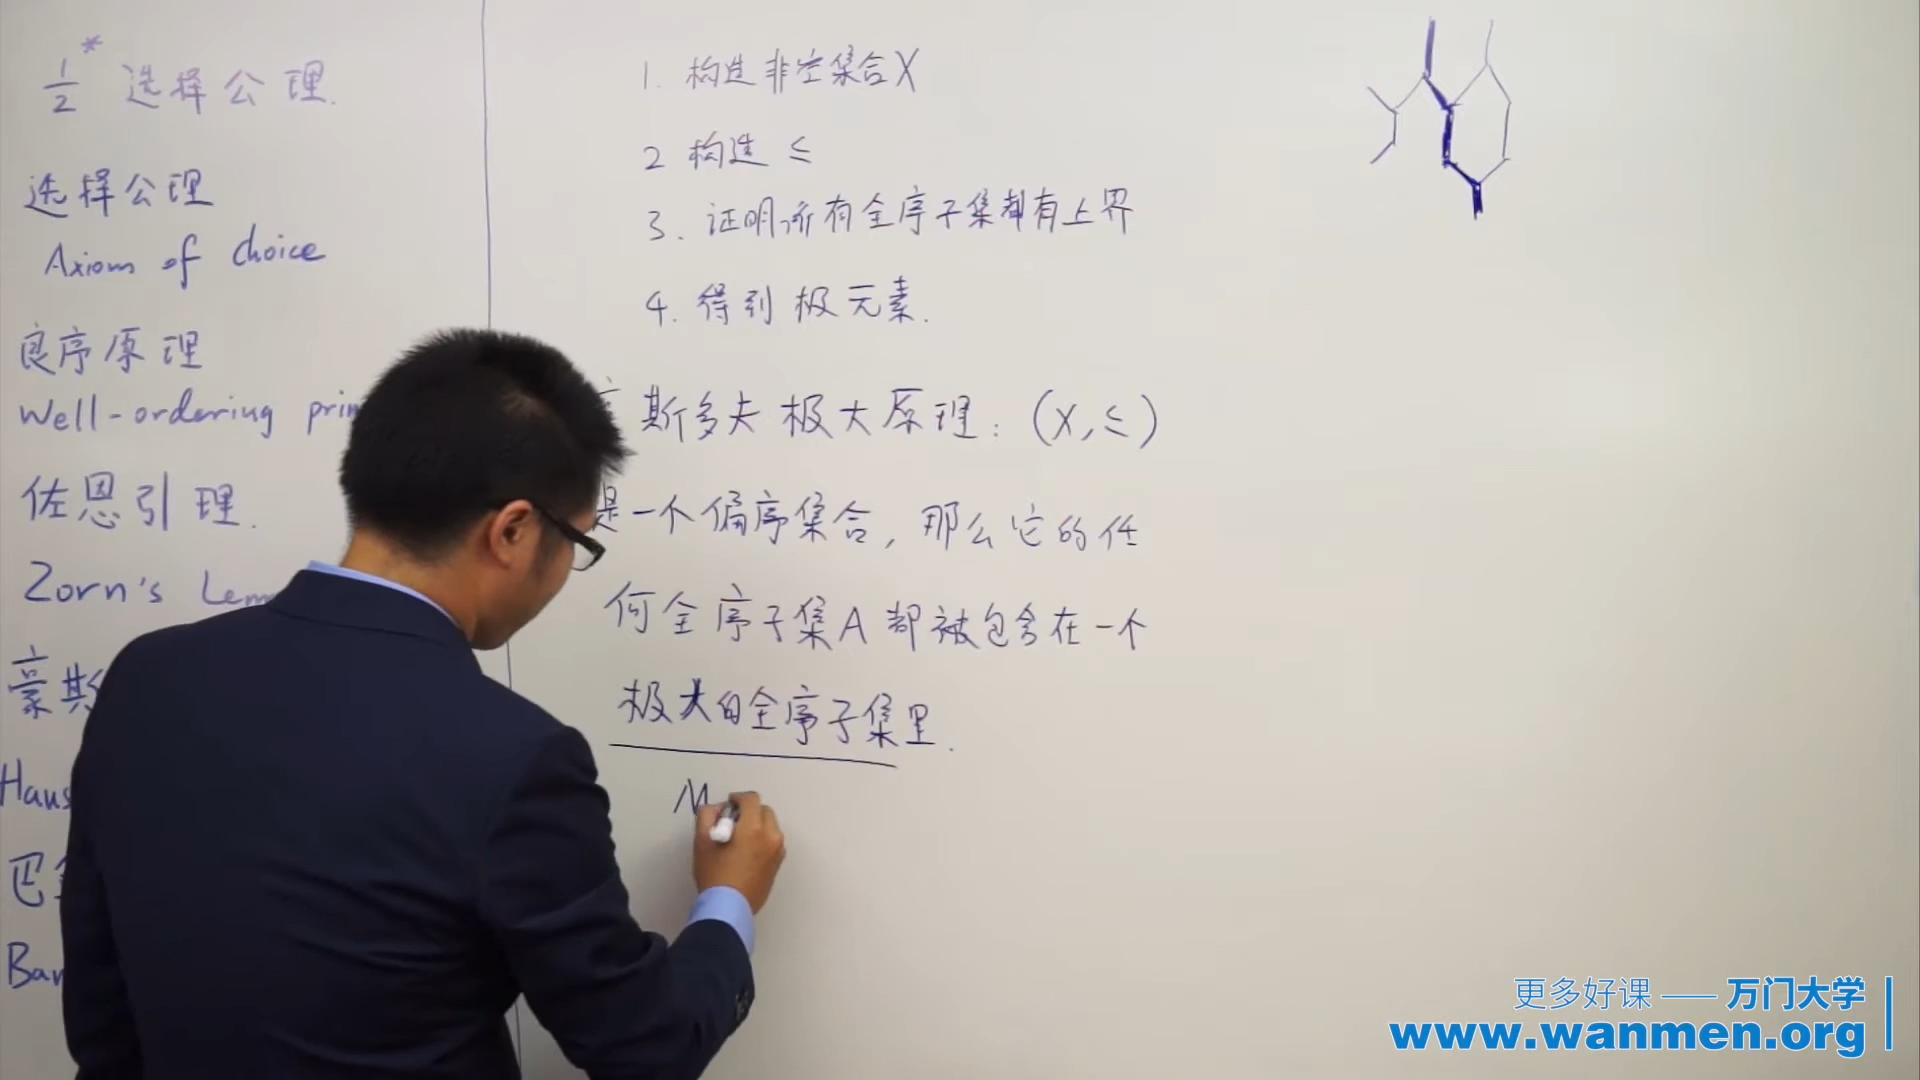 1/2* 选择公理.
选择公理
Axiom of choice
良序原理
Well-ordering prin
佐恩引理.
Zorn's Lem
豪斯
Haus
巴
Ban
1. 构造非空集合X
2 构造 ≤
3. 证明所有全序子集都有上界
4. 得到极元素.
斯多夫极大原理: (X, ≤)
是一个偏序集合, 那么它的任
何全序子集A都被包含在一个
极大的全序子集里.
M
更多好课 —— 万门大学
www.wanmen.org